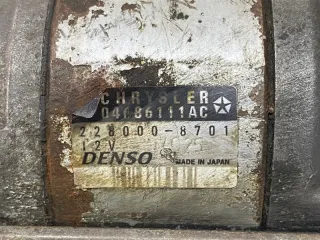 CHRYSLER
04686111AC
228000-8701
12V
DENSO MADE IN JAPAN